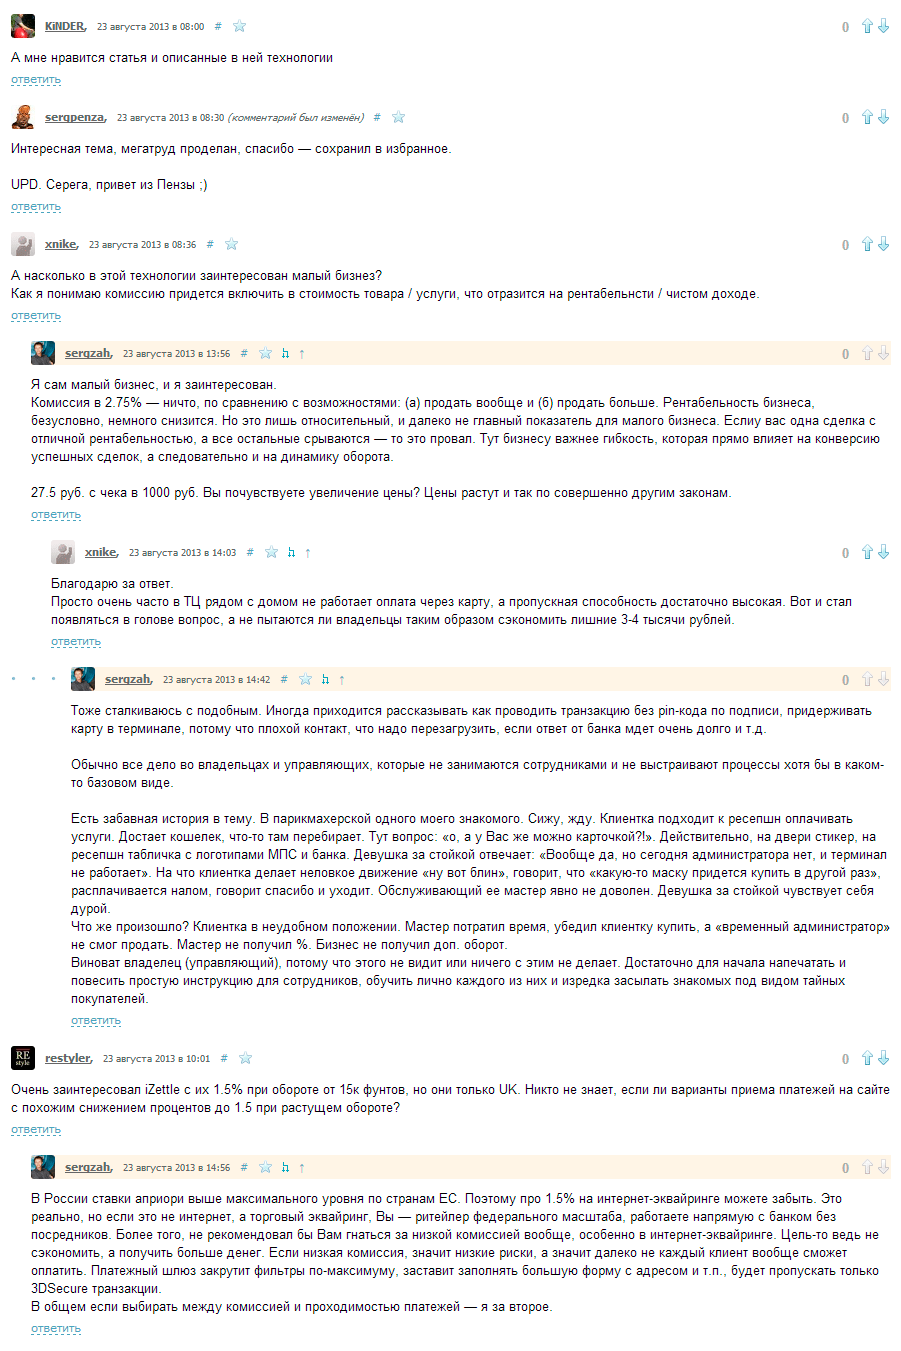 KiNDER, 23 августа 2013 в 08:00 # 0
А мне нравится статья и описанные в ней технологии
ответить
sergpenza, 23 августа 2013 в 08:30 (комментарий был изменён) # 0
Интересная тема, мегатруд проделан, спасибо — сохранил в избранное.
UPD. Серега, привет из Пензы ;)
ответить
xnike, 23 августа 2013 в 08:36 # 0
А насколько в этой технологии заинтересован малый бизнез?
Как я понимаю комиссию придется включить в стоимость товара / услуги, что отразится на рентабельнсти / чистом доходе.
ответить
sergzah, 23 августа 2013 в 13:56 # ↑ 0
Я сам малый бизнес, и я заинтересован.
Комиссия в 2.75% — ничто, по сравнению с возможностями: (а) продать вообще и (б) продать больше. Рентабельность бизнеса,
безусловно, немного снизится. Но это лишь относительный, и далеко не главный показатель для малого бизнеса. Еслиу вас одна сделка с
отличной рентабельностью, а все остальные срываются — то это провал. Тут бизнесу важнее гибкость, которая прямо влияет на конверсию
успешных сделок, а следовательно и на динамику оборота.
27.5 руб. с чека в 1000 руб. Вы почувствуете увеличение цены? Цены растут и так по совершенно другим законам.
ответить
xnike, 23 августа 2013 в 14:03 # ↑ 0
Благодарю за ответ.
Просто очень часто в ТЦ рядом с домом не работает оплата через карту, а пропускная способность достаточно высокая. Вот и стал
появляться в голове вопрос, а не пытаются ли владельцы таким образом сэкономить лишние 3-4 тысячи рублей.
ответить
sergzah, 23 августа 2013 в 14:42 # ↑ 0
Тоже сталкиваюсь с подобным. Иногда приходится рассказывать как проводить транзакцию без pin-кода по подписи, придерживать
карту в терминале, потому что плохой контакт, что надо перезагрузить, если ответ от банка мдет очень долго и т.д.
Обычно все дело во владельцах и управляющих, которые не занимаются сотрудниками и не выстраивают процессы хотя бы в каком-
то базовом виде.
Есть забавная история в тему. В парикмахерской одного моего знакомого. Сижу, жду. Клиентка подходит к ресепшн оплачивать
услуги. Достает кошелек, что-то там перебирает. Тут вопрос: «о, а у Вас же можно карточкой?!». Действительно, на двери стикер, на
ресепшн табличка с логотипами МПС и банка. Девушка за стойкой отвечает: «Вообще да, но сегодня администратора нет, и терминал
не работает». На что клиентка делает неловкое движение «ну вот блин», говорит, что «какую-то маску придется купить в другой раз»,
расплачивается налом, говорит спасибо и уходит. Обслуживающий ее мастер явно не доволен. Девушка за стойкой чувствует себя
дурой.
Что же произошло? Клиентка в неудобном положении. Мастер потратил время, убедил клиентку купить, а «временный администратор»
не смог продать. Мастер не получил %. Бизнес не получил доп. оборот.
Виноват владелец (управляющий), потому что этого не видит или ничего с этим не делает. Достаточно для начала напечатать и
повесить простую инструкцию для сотрудников, обучить лично каждого из них и изредка засылать знакомых под видом тайных
покупателей.
ответить
RE
style
restyler, 23 августа 2013 в 10:01 # 0
Очень заинтересовал iZettle с их 1.5% при обороте от 15к фунтов, но они только UK. Никто не знает, если ли варианты приема платежей на сайте
с похожим снижением процентов до 1.5 при растущем обороте?
ответить
sergzah, 23 августа 2013 в 14:56 # ↑ 0
В России ставки априори выше максимального уровня по странам ЕС. Поэтому про 1.5% на интернет-эквайринге можете забыть. Это
реально, но если это не интернет, а торговый эквайринг, Вы — ритейлер федерального масштаба, работаете напрямую с банком без
посредников. Более того, не рекомендовал бы Вам гнаться за низкой комиссией вообще, особенно в интернет-эквайринге. Цель-то ведь не
сэкономить, а получить больше денег. Если низкая комиссия, значит низкие риски, а значит далеко не каждый клиент вообще сможет
оплатить. Платежный шлюз закрутит фильтры по-максимуму, заставит заполнять большую форму с адресом и т.п., будет пропускать только
3DSecure транзакции.
В общем если выбирать между комиссией и проходимостью платежей — я за второе.
ответить